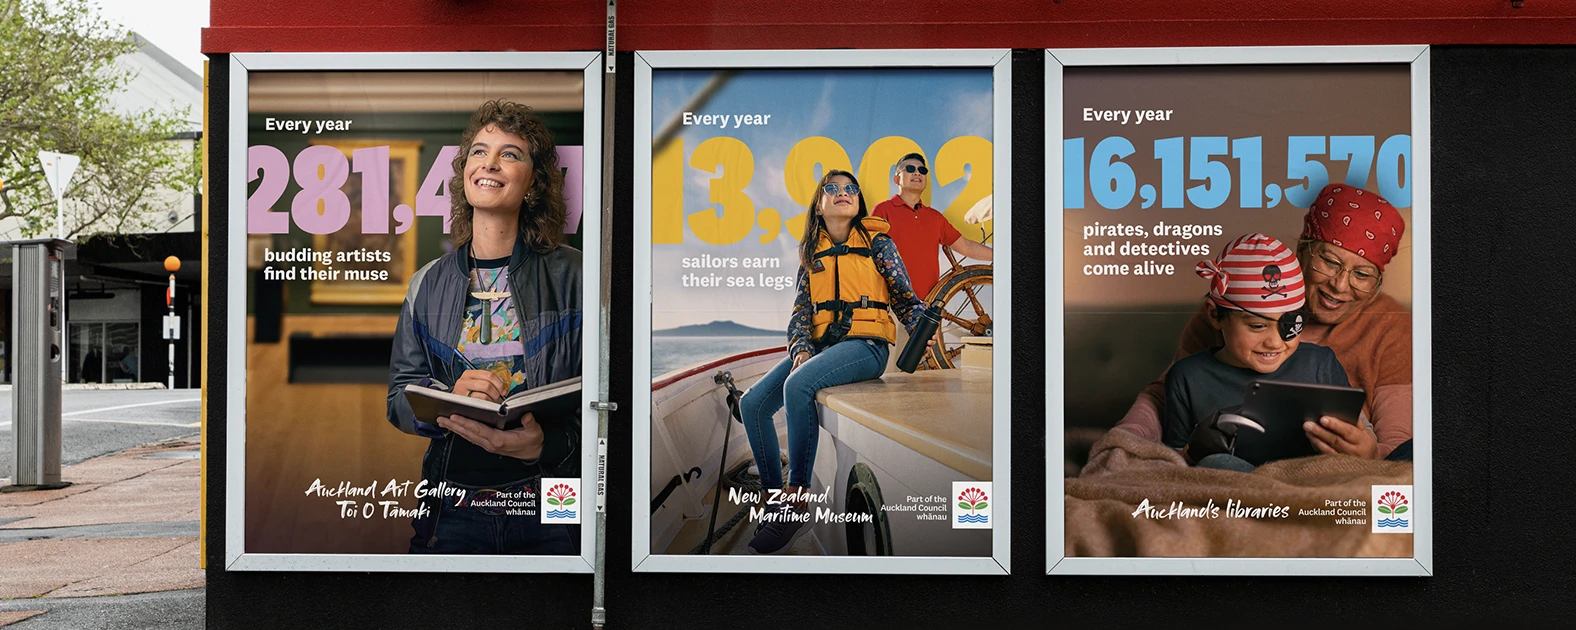 NATURAL GAS
Every year
281,4
budding artists
find their muse
Auckland Art Gallery
Toi O Tāmaki
Part of the
Auckland Council
whānau
NATURAL GAS
Every year
13,902
sailors earn
their sea legs
New Zealand
Maritime Museum
Part of the
Auckland Council
whānau
Every year
16,151,570
pirates, dragons
and detectives
come alive
Auckland's libraries
Part of the
Auckland Council
whānau